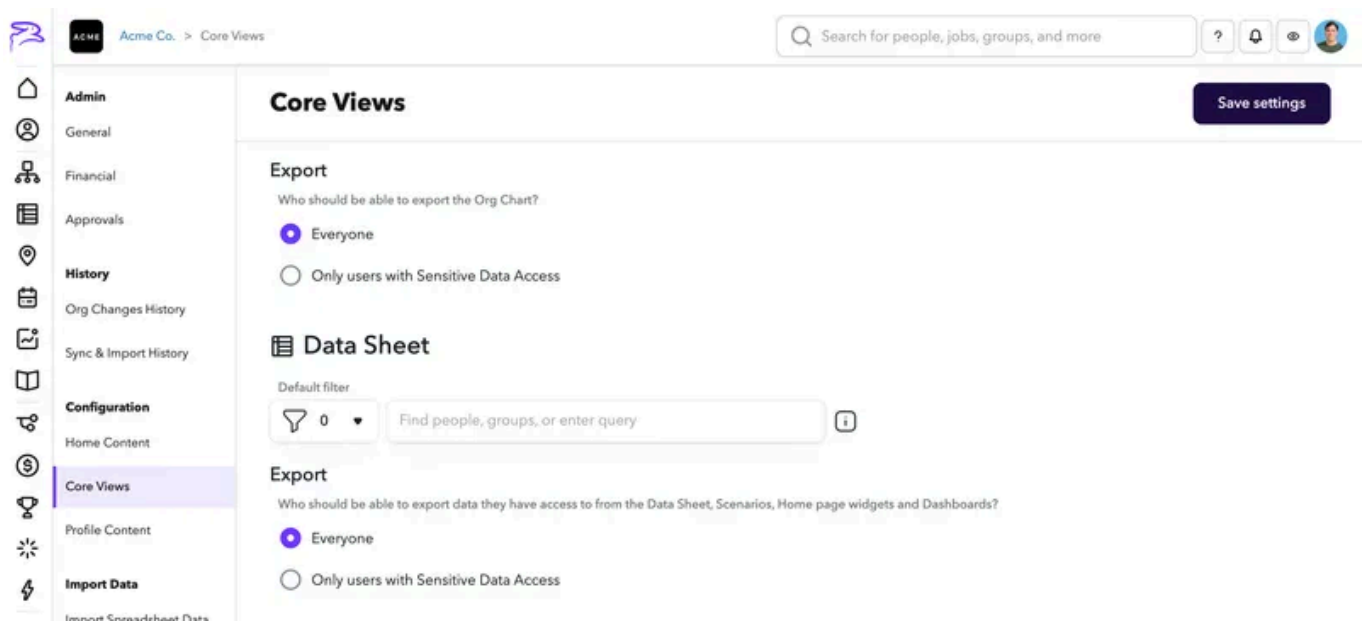 ACME
Acme Co. > Core Views
Search for people, jobs, groups, and more
?
Admin
General
Financial
Approvals
History
Org Changes History
Sync & Import History
Configuration
Home Content
Core Views
Profile Content
Import Data
Import Spreadsheet Data
Core Views
Save settings
Export
Who should be able to export the Org Chart?
Everyone
Only users with Sensitive Data Access
Data Sheet
Default filter
0
Find people, groups, or enter query
i
Export
Who should be able to export data they have access to from the Data Sheet, Scenarios, Home page widgets and Dashboards?
Everyone
Only users with Sensitive Data Access